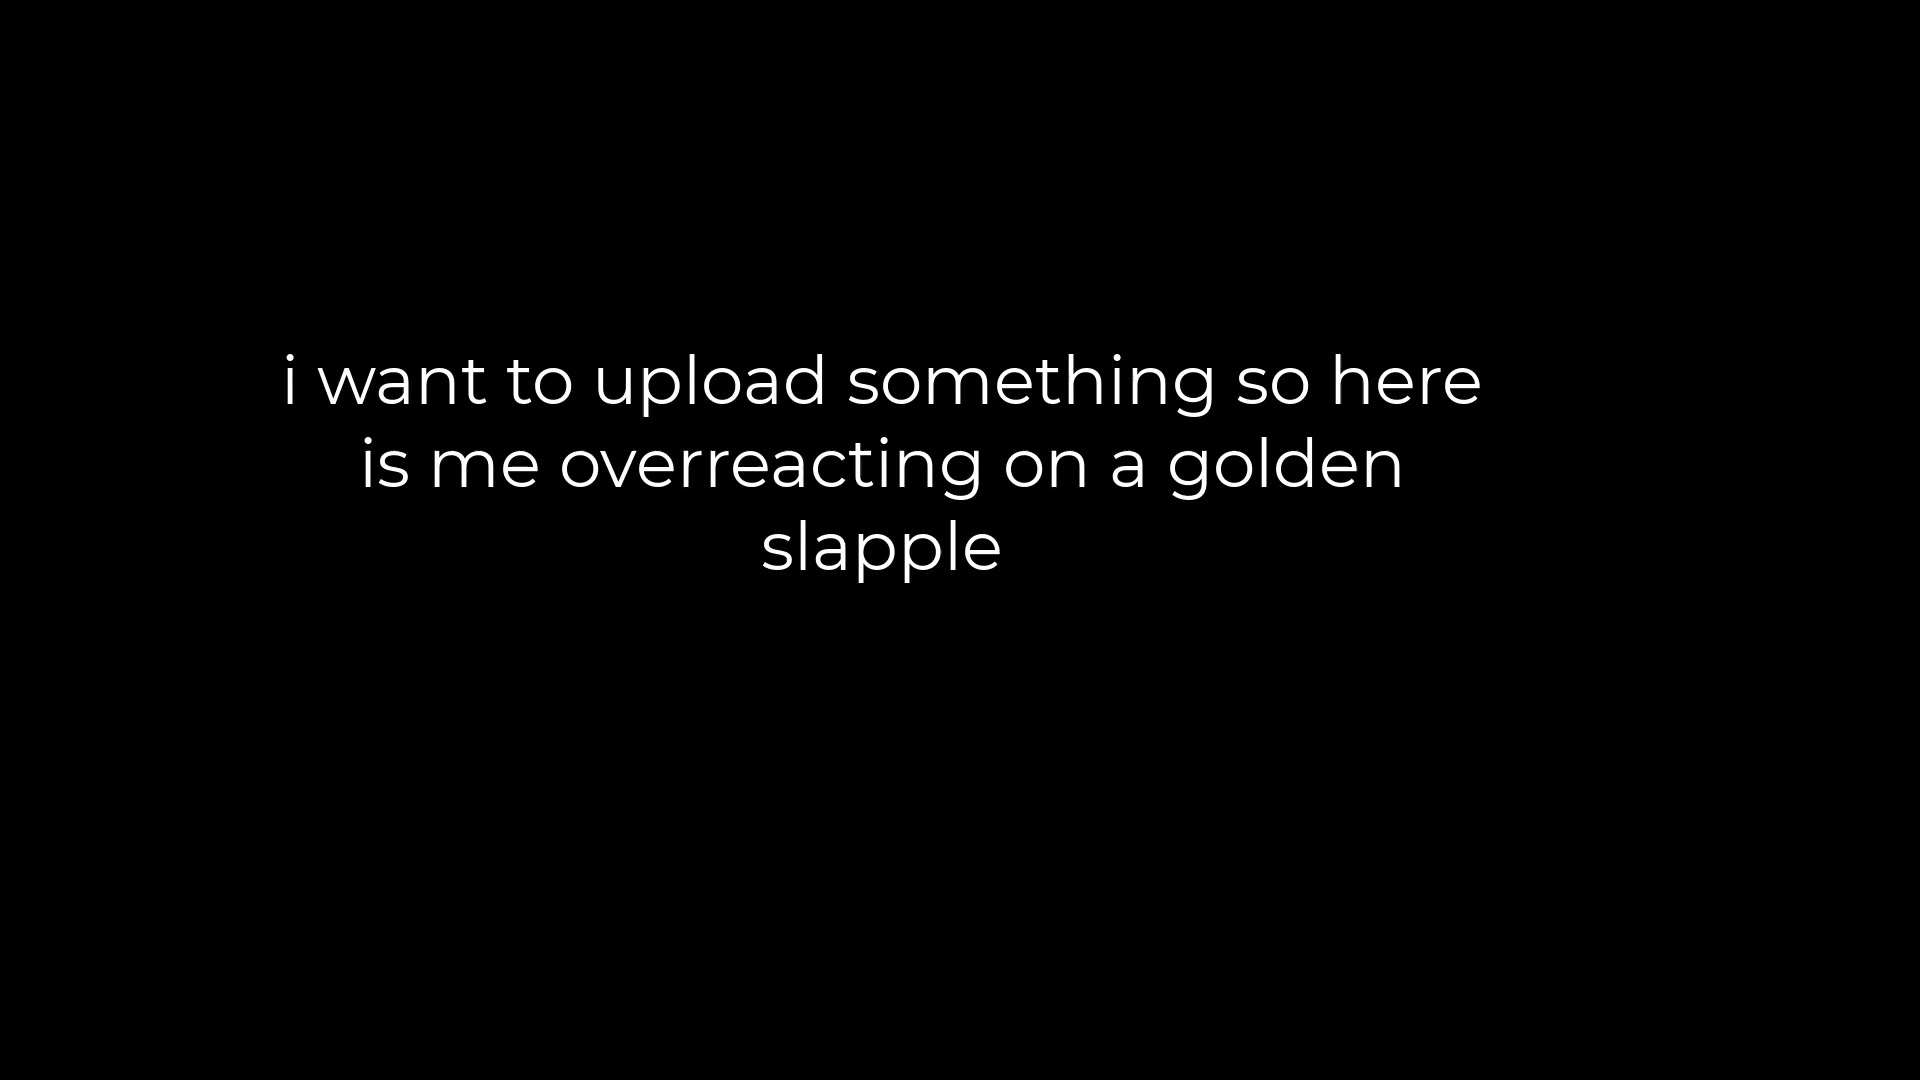 i want to upload something so here
is me overreacting on a golden
slapple